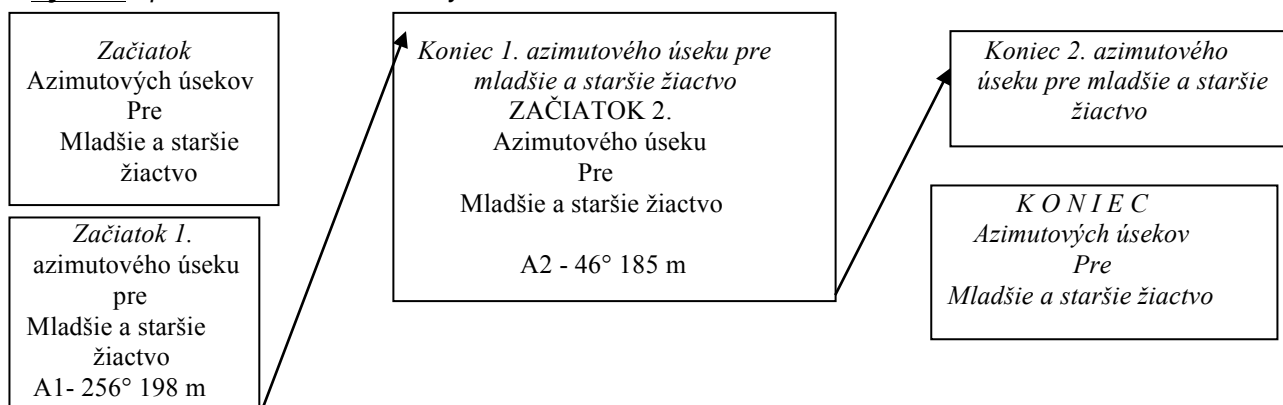 Začiatok
Azimutových úsekov
Pre
Mladšie a staršie
žiactvo
Začiatok 1.
azimutového úseku
pre
Mladšie a staršie
žiactvo
A1- 256° 198 m
Koniec 1. azimutového úseku pre
mladšie a staršie žiactvo
ZAČIATOK 2.
Azimutového úseku
Pre
Mladšie a staršie žiactvo
A2 - 46° 185 m
Koniec 2. azimutového
úseku pre mladšie a staršie
žiactvo
K O N I E C
Azimutových úsekov
Pre
Mladšie a staršie žiactvo